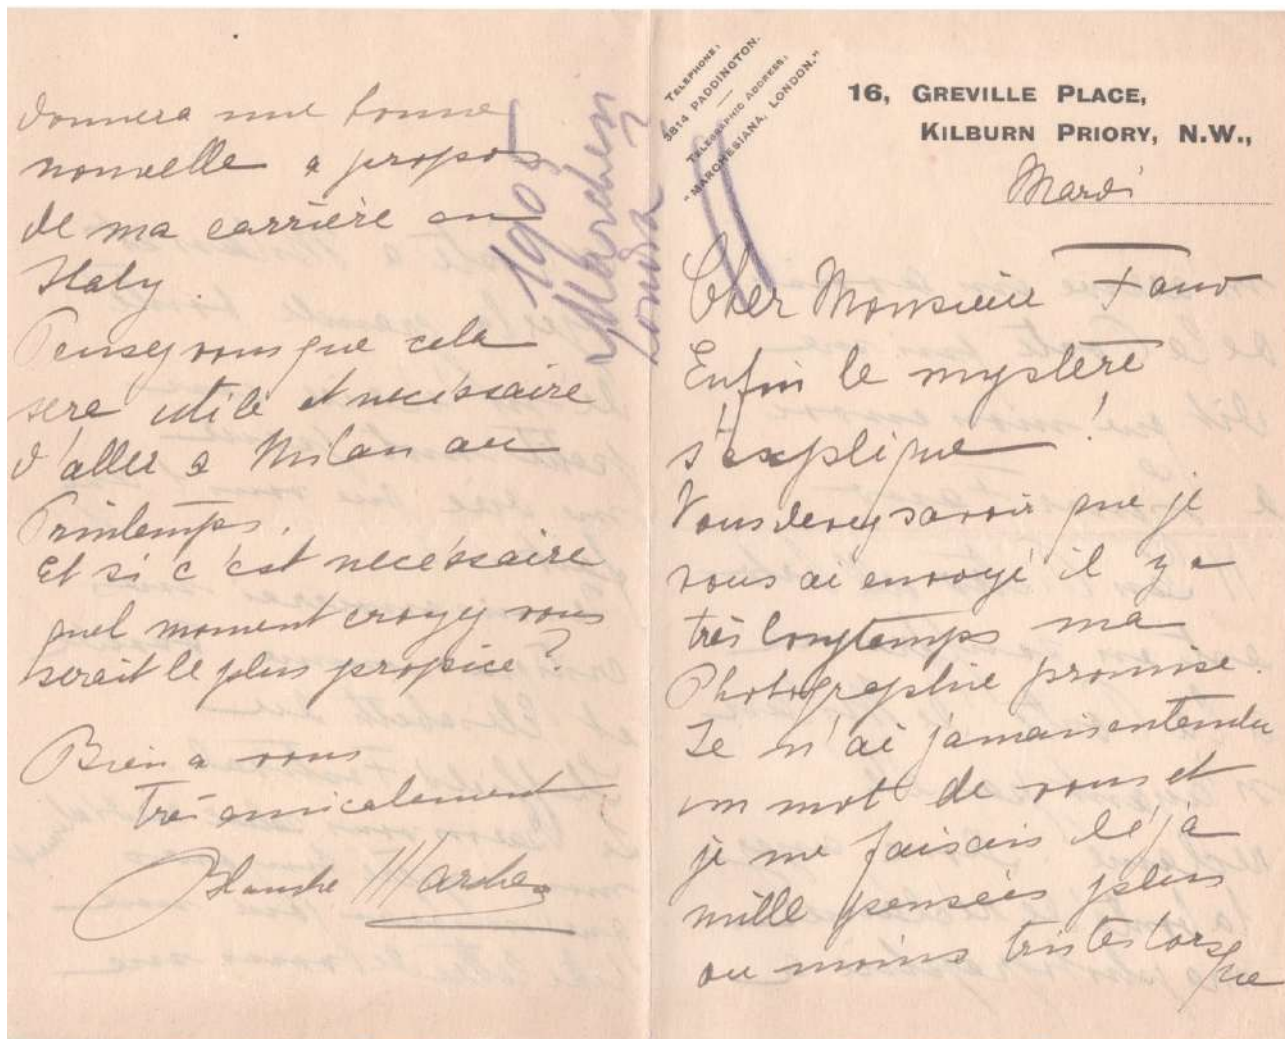 TELEPHONE:
3814 PADDINGTON.
TELEGRAPHIC ADDRESS:
"MARCHESIANA, LONDON."
16, GREVILLE PLACE,
KILBURN PRIORY, N.W.,
Mardi
Cher Monsieur Fano
Enfin le mystère
s'explique!
Vous devez savoir que je
vous ai envoyé il y a
très longtemps ma
Photographie promise.
Je n'ai jamais entendu
un mot de vous et
je me faisais déjà
mille pensées plus
ou moins tristes lorsque
donnera une bonne
nouvelle a propos
de ma carrière en
Italy.
Pensez vous que cela
sera utile et necéssaire
d'aller a Milan au
Printemps.
Et si c'est necéssaire
quel moment croyez vous
serait le plus propice?
Bien a vous
très amicalement
Blanche Marchesi
1905
Marchesi
Londra